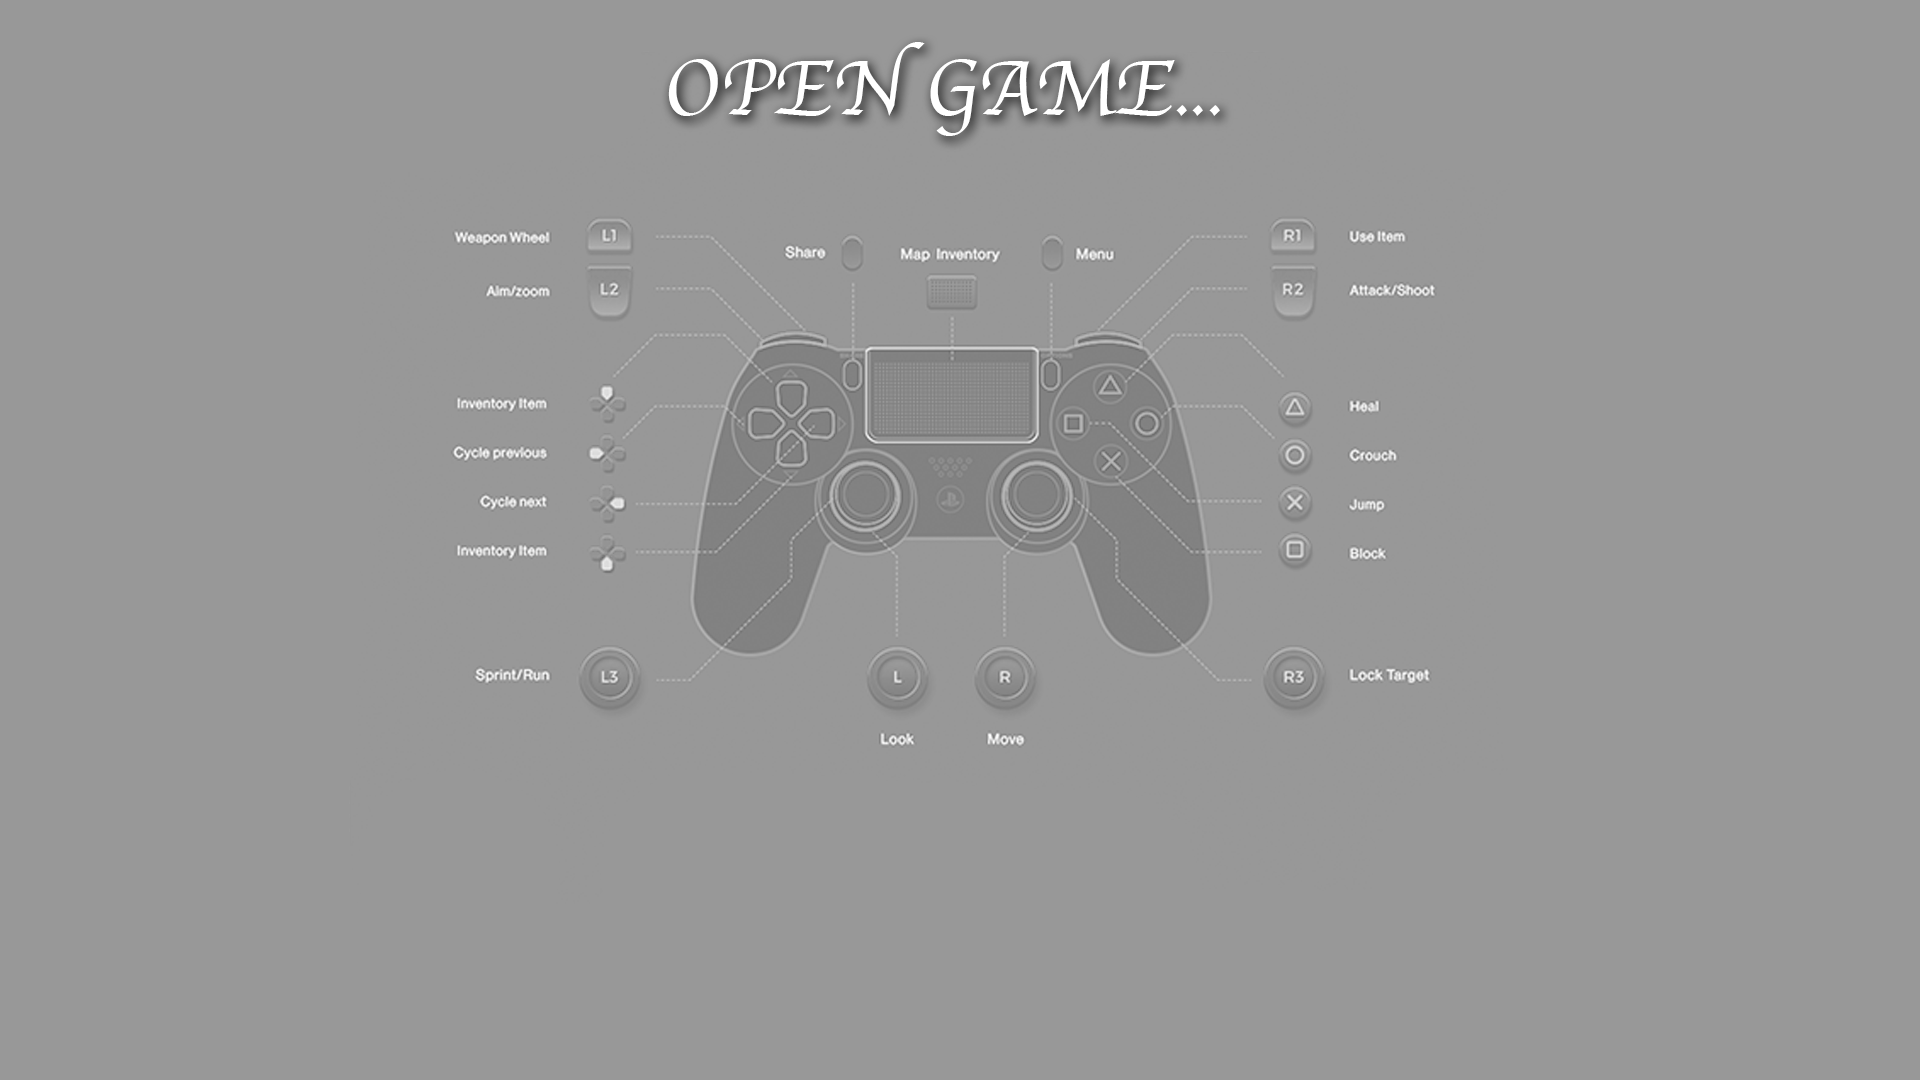 OPEN GAME...
Weapon Wheel L1
Aim/zoom L2
Share
Map Inventory
Menu
R1 Use Item
R2 Attack/Shoot
Inventory Item
Cycle previous
Cycle next
Inventory Item
Heal
Crouch
Jump
Block
Sprint/Run L3
L
R
R3 Lock Target
Look
Move